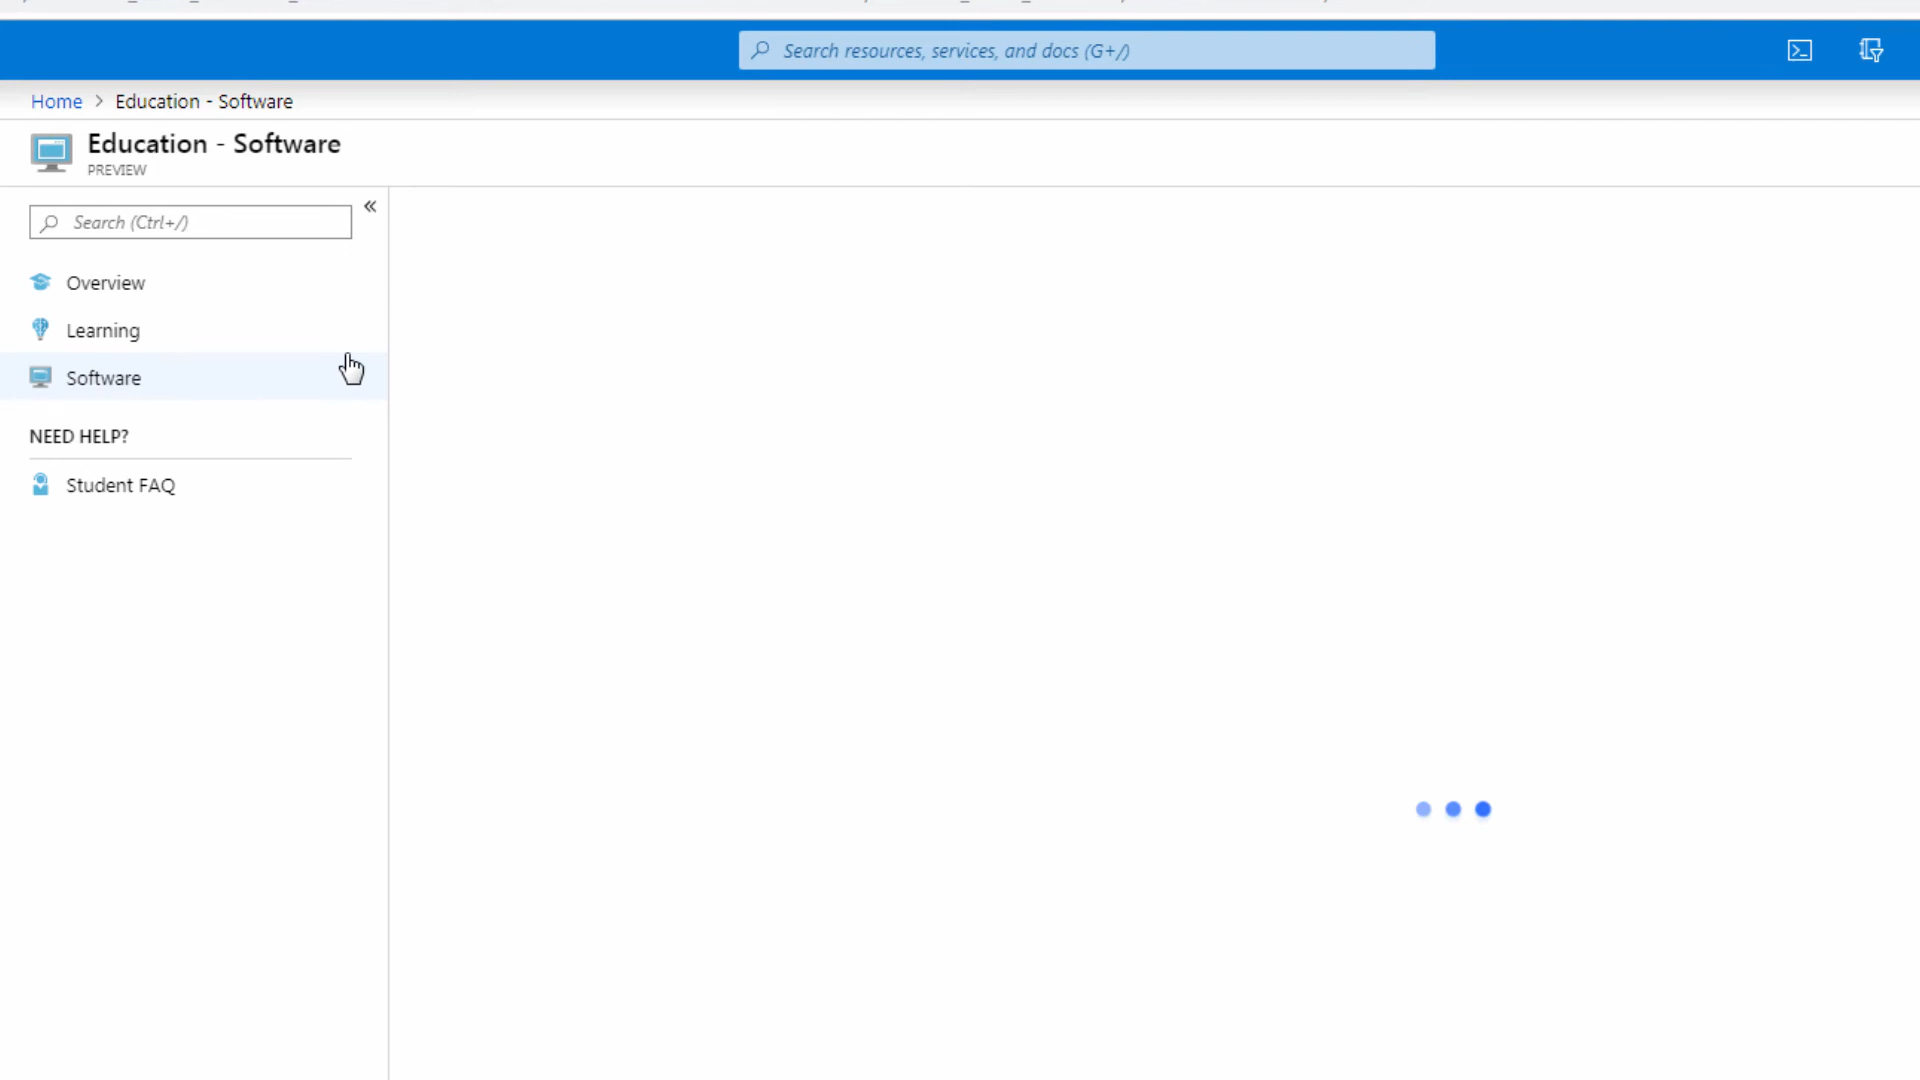 Search resources, services, and docs (G+/)
Home > Education - Software
Education - Software
PREVIEW
Search (Ctrl+/)
Overview
Learning
Software
NEED HELP?
Student FAQ